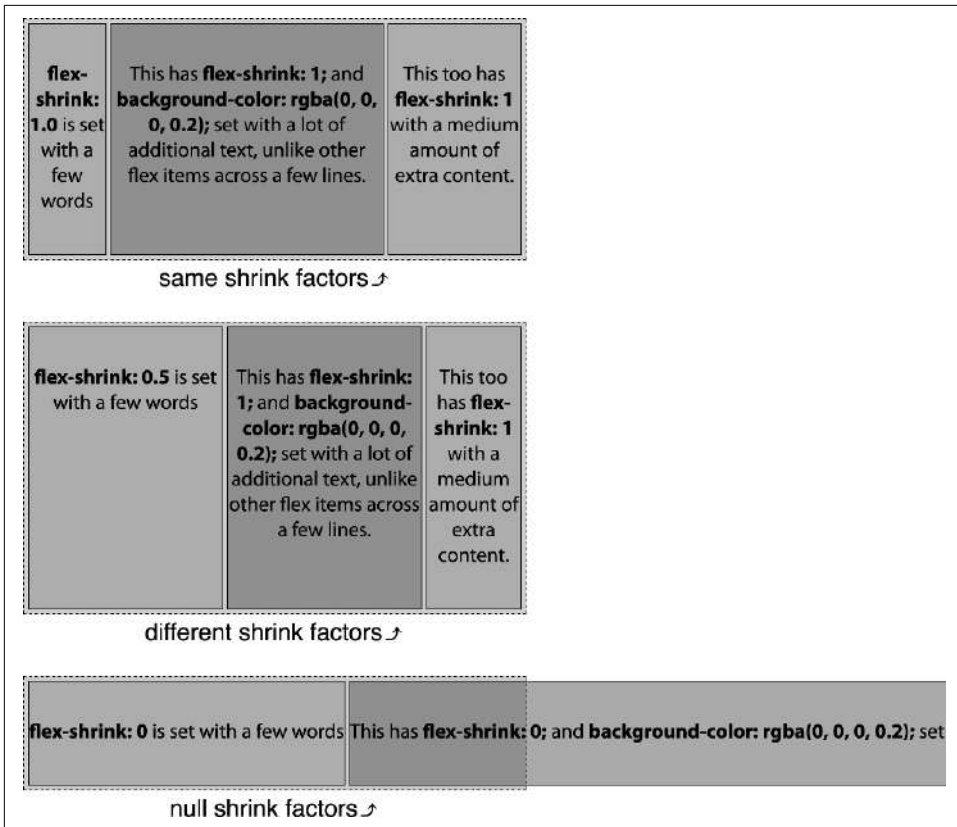 flex-
shrink:
1.0 is set
with a
few
words
This has flex-shrink: 1; and
background-color: rgba(0, 0,
0, 0.2); set with a lot of
additional text, unlike other
flex items across a few lines.
This too has
flex-shrink: 1
with a medium
amount of
extra content.
same shrink factors⤴
flex-shrink: 0.5 is set
with a few words
This has flex-shrink:
1; and background-
color: rgba(0, 0, 0,
0.2); set with a lot of
additional text, unlike
other flex items across
a few lines.
This too
has flex-
shrink: 1
with a
medium
amount of
extra
content.
different shrink factors⤴
flex-shrink: 0 is set with a few words
This has flex-shrink: 0; and background-color: rgba(0, 0, 0, 0.2); set
null shrink factors⤴